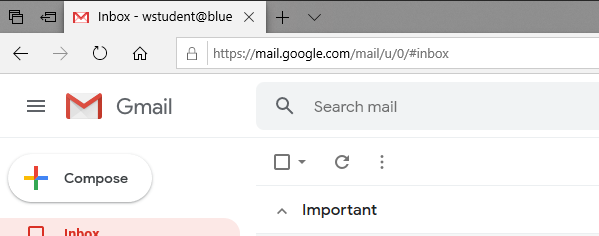 Inbox - wstudent@blue
https://mail.google.com/mail/u/0/#inbox
Gmail
Search mail
Compose
Important
Inbox